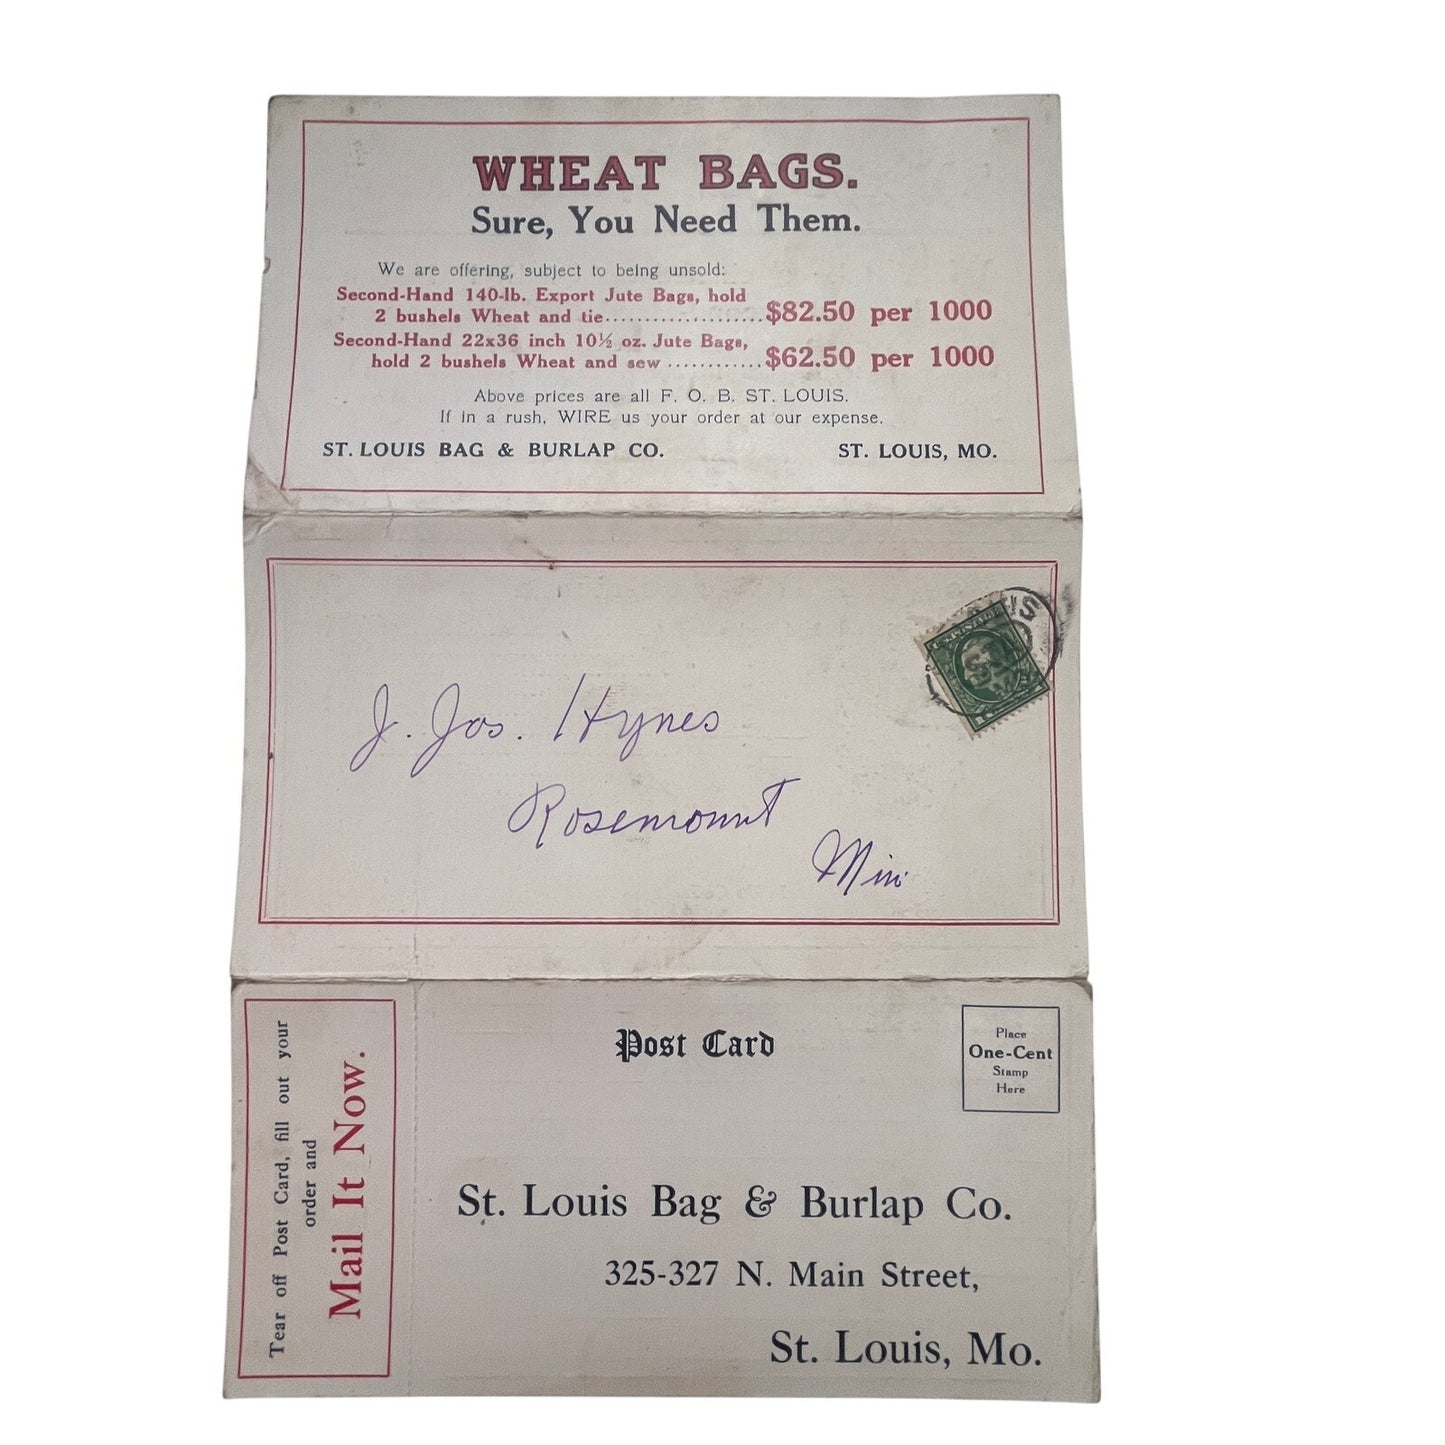 WHEAT BAGS.
Sure, You Need Them.
We are offering, subject to being unsold:
Second-Hand 140-lb. Export Jute Bags, hold
2 bushels Wheat and tie.....................$82.50 per 1000
Second-Hand 22x36 inch 10½ oz. Jute Bags,
hold 2 bushels Wheat and sew ............$62.50 per 1000
Above prices are all F. O. B. ST. LOUIS.
If in a rush, WIRE us your order at our expense.
ST. LOUIS BAG & BURLAP CO. ST. LOUIS, MO.
J. Jos. Hynes
Rosemount
Min
Tear off Post Card, fill out your
order and
Mail It Now.
Post Card
Place
One-Cent
Stamp
Here
St. Louis Bag & Burlap Co.
325-327 N. Main Street,
St. Louis, Mo.